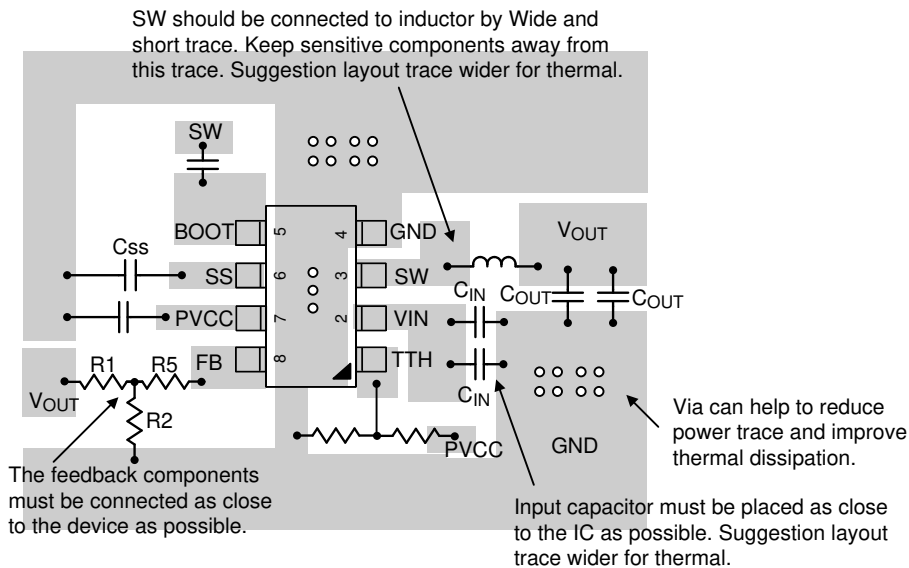 SW should be connected to inductor by Wide and
short trace. Keep sensitive components away from
this trace. Suggestion layout trace wider for thermal.
SW
BOOT
5
4
GND
VOUT
Css
SS
6
3
SW
CIN
COUT
COUT
PVCC
7
2
VIN
FB
8
TTH
CIN
R1
R5
VOUT
R2
PVCC
GND
Via can help to reduce
power trace and improve
thermal dissipation.
The feedback components
must be connected as close
to the device as possible.
Input capacitor must be placed as close
to the IC as possible. Suggestion layout
trace wider for thermal.